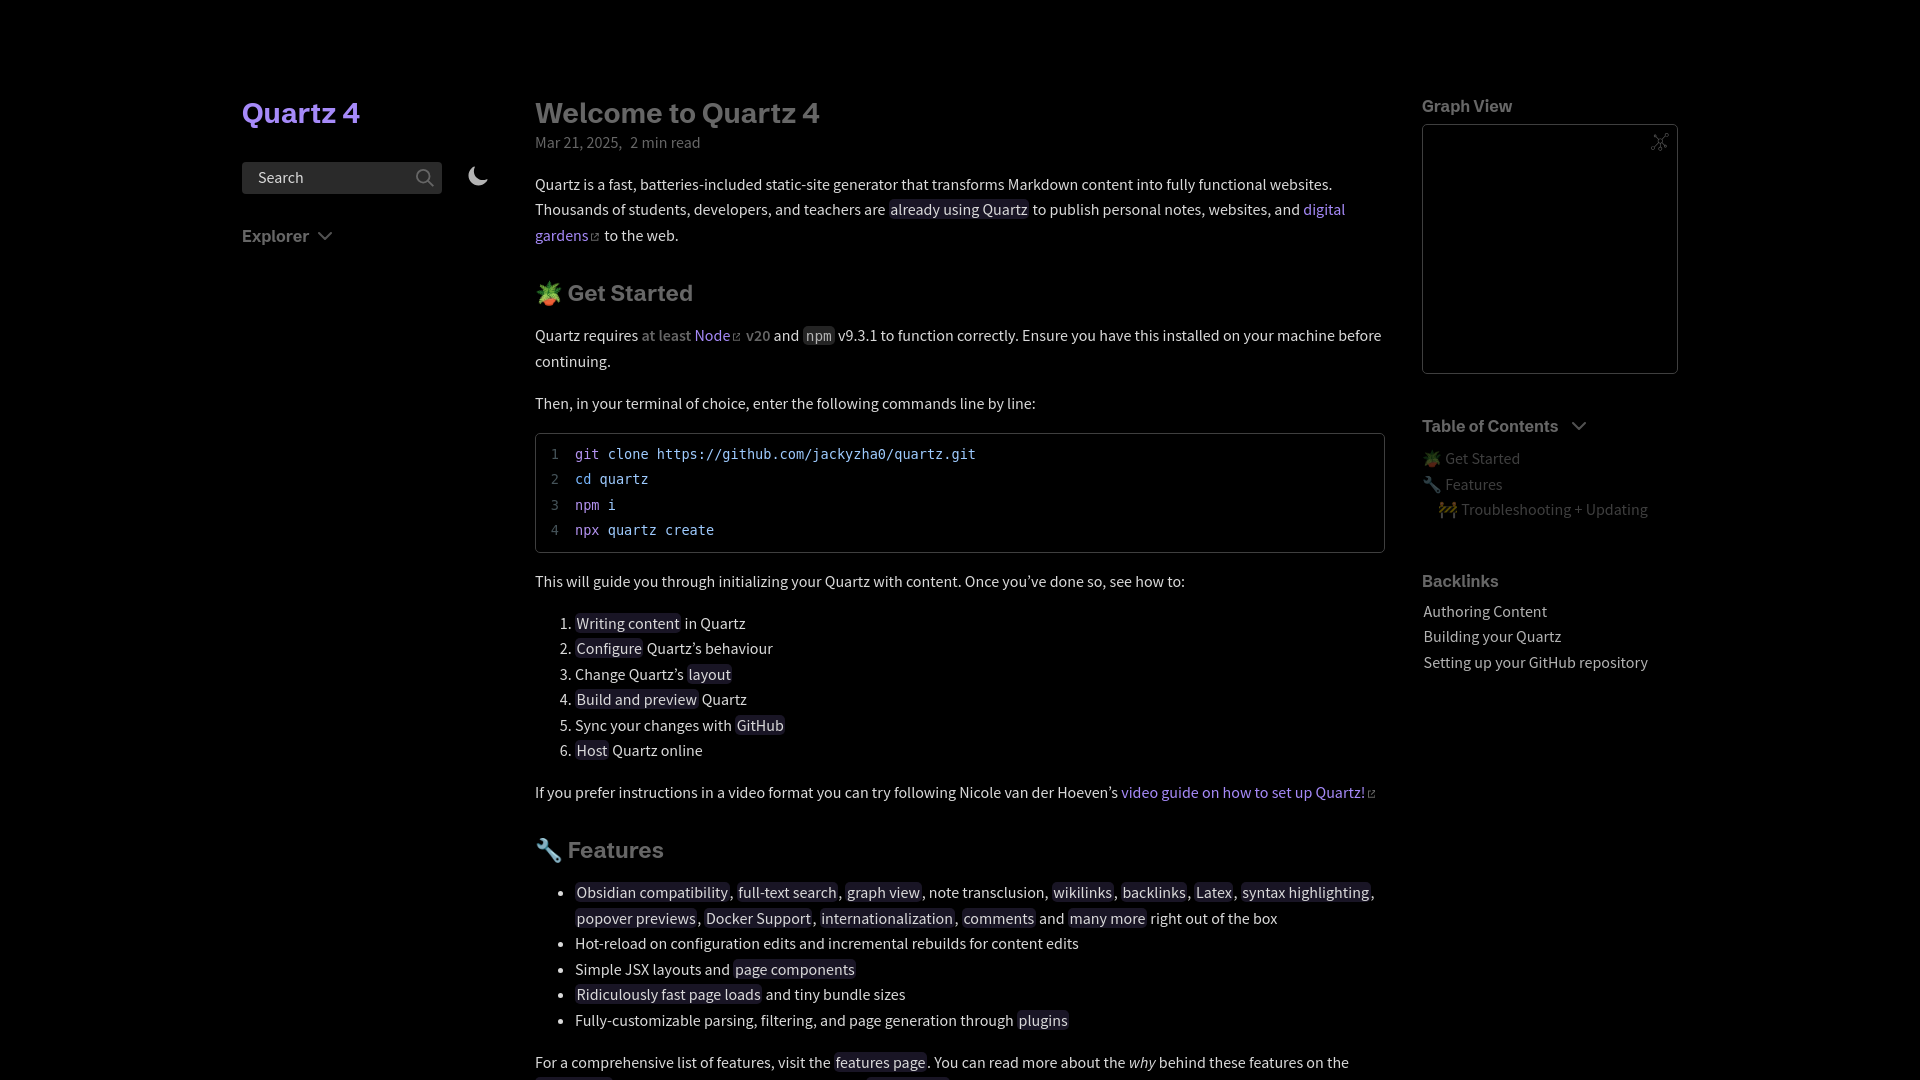 Quartz 4
Search
Explorer
Welcome to Quartz 4
Mar 21, 2025, 2 min read
Quartz is a fast, batteries-included static-site generator that transforms Markdown content into fully functional websites.
Thousands of students, developers, and teachers are already using Quartz to publish personal notes, websites, and digital
gardens to the web.
🪴 Get Started
Quartz requires at least Node v20 and npm v9.3.1 to function correctly. Ensure you have this installed on your machine before
continuing.
Then, in your terminal of choice, enter the following commands line by line:
1 git clone https://github.com/jackyzha0/quartz.git
2 cd quartz
3 npm i
4 npx quartz create
This will guide you through initializing your Quartz with content. Once you’ve done so, see how to:
1. Writing content in Quartz
2. Configure Quartz’s behaviour
3. Change Quartz’s layout
4. Build and preview Quartz
5. Sync your changes with GitHub
6. Host Quartz online
If you prefer instructions in a video format you can try following Nicole van der Hoeven’s video guide on how to set up Quartz!
🔧 Features
• Obsidian compatibility, full-text search, graph view, note transclusion, wikilinks, backlinks, Latex, syntax highlighting,
popover previews, Docker Support, internationalization, comments and many more right out of the box
• Hot-reload on configuration edits and incremental rebuilds for content edits
• Simple JSX layouts and page components
• Ridiculously fast page loads and tiny bundle sizes
• Fully-customizable parsing, filtering, and page generation through plugins
For a comprehensive list of features, visit the features page. You can read more about the why behind these features on the
Graph View
Table of Contents
🪴 Get Started
🔧 Features
🚧 Troubleshooting + Updating
Backlinks
Authoring Content
Building your Quartz
Setting up your GitHub repository